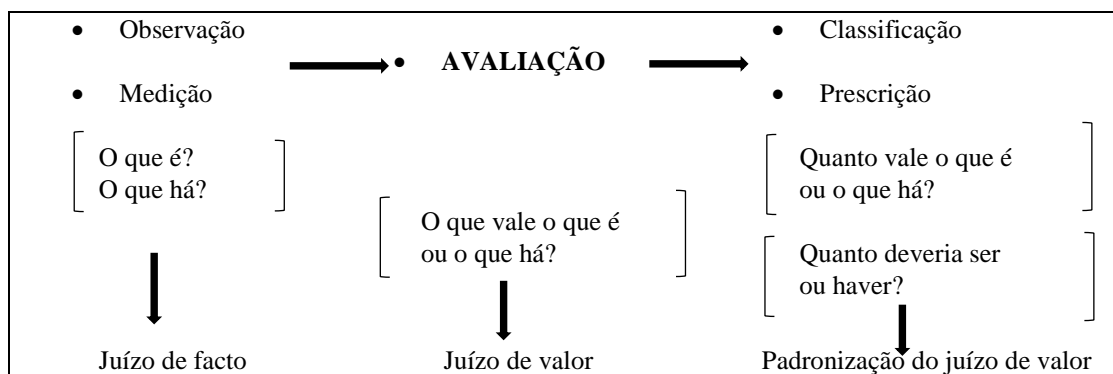 • Observação
• Medição
O que é?
O que há?
Juízo de facto
• AVALIAÇÃO
O que vale o que é
ou o que há?
Juízo de valor
• Classificação
• Prescrição
Quanto vale o que é
ou o que há?
Quanto deveria ser
ou haver?
Padronização do juízo de valor